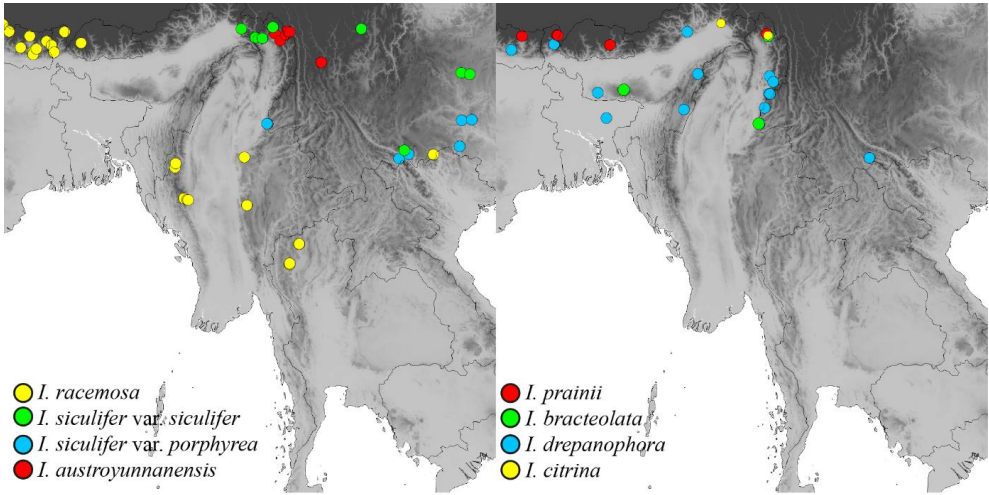 I. racemosa
I. siculifer var. siculifer
I. siculifer var. porphyrea
I. austroyunnanensis
I. prainii
I. bracteolata
I. drepanophora
I. citrina